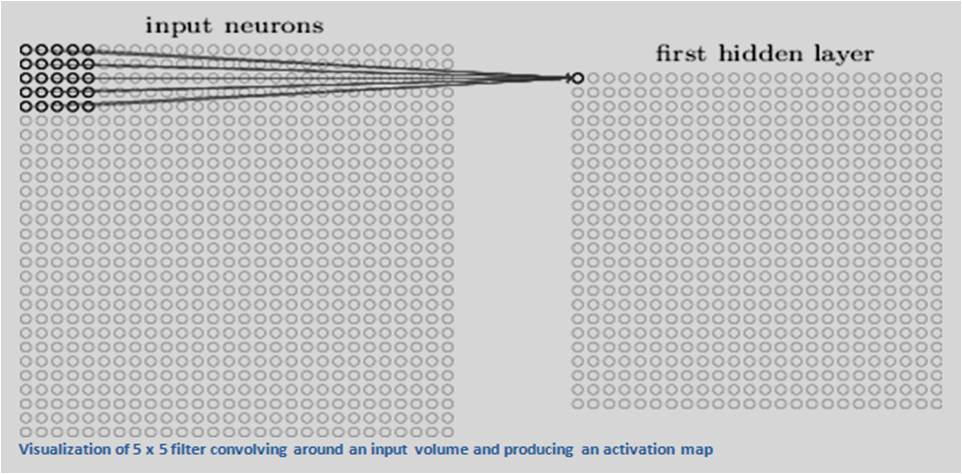 input neurons
first hidden layer
Visualization of 5 x 5 filter convolving around an input volume and producing an activation map